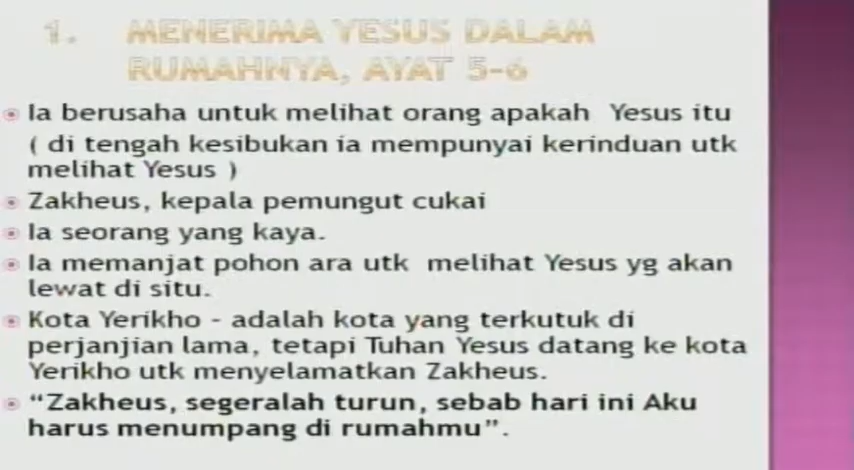 1. MENERIMA YESUS DALAM
RUMAHNYA, AYAT 5-6
Ia berusaha untuk melihat orang apakah Yesus itu
( di tengah kesibukan ia mempunyai kerinduan utk
melihat Yesus )
Zakheus, kepala pemungut cukai
Ia seorang yang kaya.
Ia memanjat pohon ara utk melihat Yesus yg akan
lewat di situ.
Kota Yerikho - adalah kota yang terkutuk di
perjanjian lama, tetapi Tuhan Yesus datang ke kota
Yerikho utk menyelamatkan Zakheus.
“Zakheus, segeralah turun, sebab hari ini Aku
harus menumpang di rumahmu”.